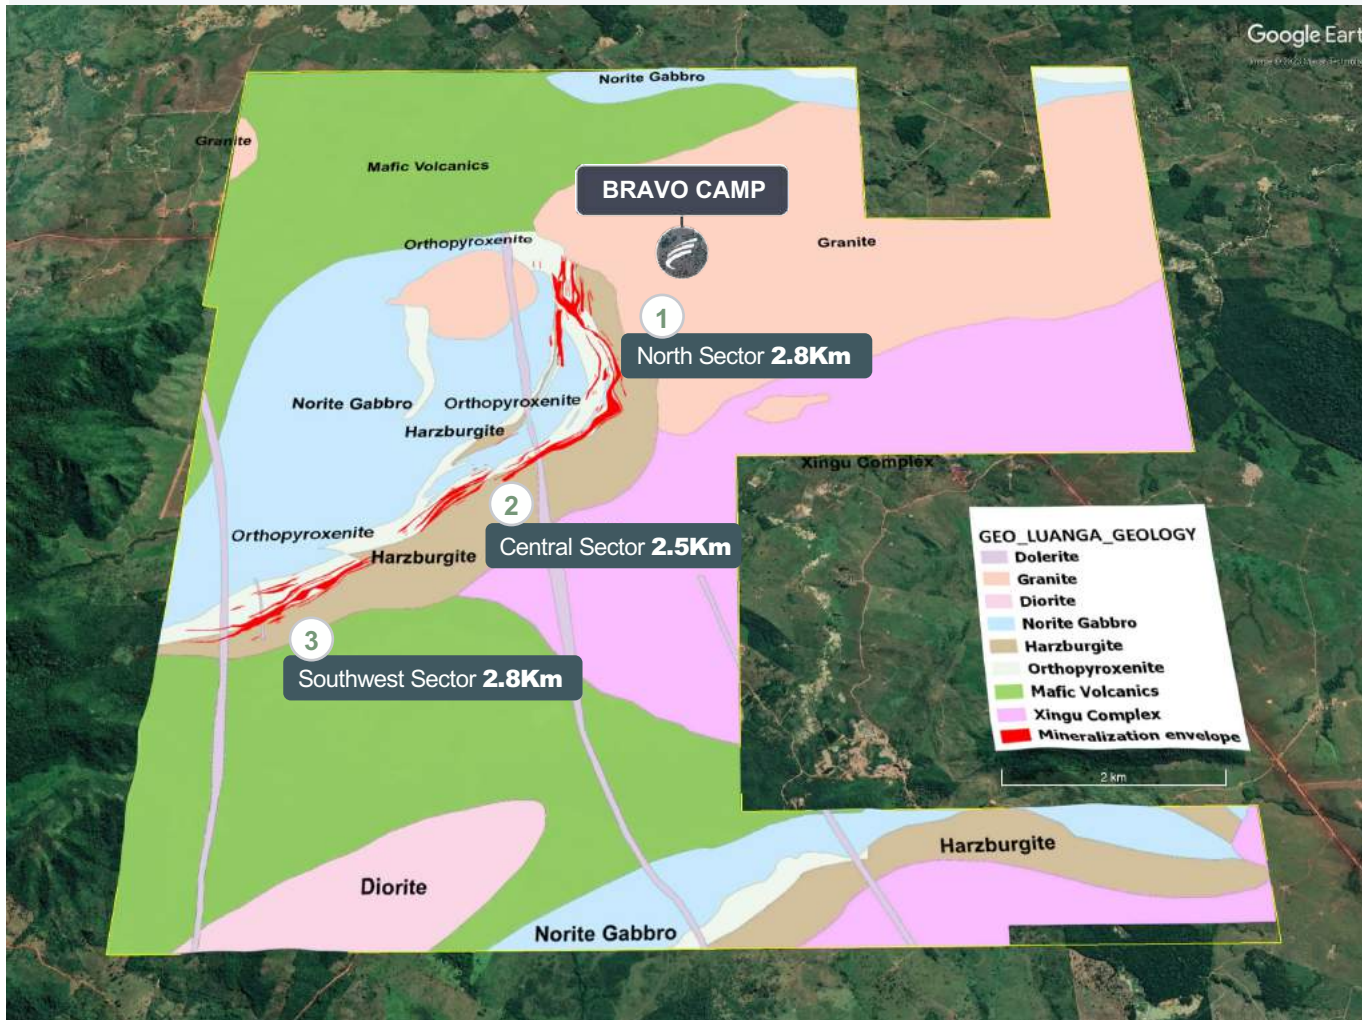 Google Eart
Norite Gabbro
Granite
Mafic Volcanics
BRAVO CAMP
Orthopyroxenite
Granite
1
North Sector 2.8Km
Norite Gabbro
Orthopyroxenite
Harzburgite
Xingu Complex
2
Orthopyroxenite
Central Sector 2.5Km
Harzburgite
3
Southwest Sector 2.8Km
GEO_LUANGA_GEOLOGY
Dolerite
Granite
Diorite
Norite Gabbro
Harzburgite
Orthopyroxenite
Mafic Volcanics
Xingu Complex
Mineralization envelope
2 km
Harzburgite
Diorite
Norite Gabbro